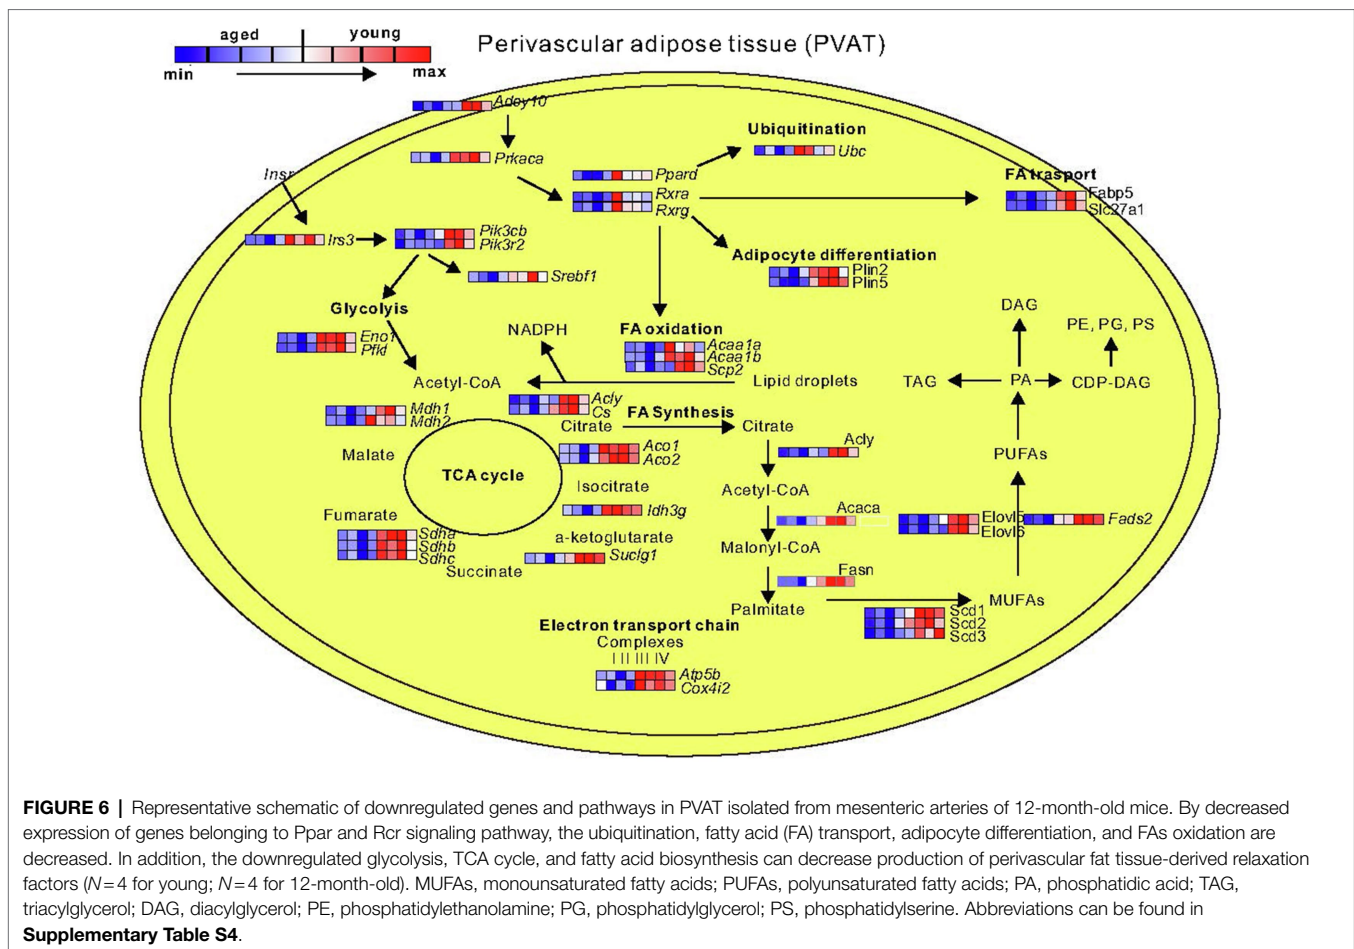 aged young
Perivascular adipose tissue (PVAT)
min max
Adcy10
Prkaca
Ubiquitination
Ubc
Insr
Ppard
Rxra
Rxrg
FA trasport
Fabp5
Slc27a1
Irs3
Pik3cb
Pik3r2
Srebf1
Adipocyte differentiation
Plin2
Plin5
Glycolyis
Eno1
Pfkl
NADPH
FA oxidation
Acaa1a
Acaa1b
Scp2
DAG
PE, PG, PS
Acetyl-CoA
Lipid droplets
TAG
PA
CDP-DAG
Mdh1
Mdh2
Acly
Cs
FA Synthesis
Citrate
Citrate
Acly
Malate
TCA cycle
Aco1
Aco2
PUFAs
Isocitrate
Acetyl-CoA
Fumarate
Idh3g
Acaca
Elovl5
Elovl6
Fads2
Sdha
Sdhb
Sdhc
a-ketoglutarate
Malonyl-CoA
Suclg1
Succinate
Fasn
Palmitate
MUFAs
Scd1
Scd2
Scd3
Electron transport chain
Complexes
I II III IV
Atp5b
Cox4i2
FIGURE 6 | Representative schematic of downregulated genes and pathways in PVAT isolated from mesenteric arteries of 12-month-old mice. By decreased
expression of genes belonging to Ppar and Rcr signaling pathway, the ubiquitination, fatty acid (FA) transport, adipocyte differentiation, and FAs oxidation are
decreased. In addition, the downregulated glycolysis, TCA cycle, and fatty acid biosynthesis can decrease production of perivascular fat tissue-derived relaxation
factors (N = 4 for young; N = 4 for 12-month-old). MUFAs, monounsaturated fatty acids; PUFAs, polyunsaturated fatty acids; PA, phosphatidic acid; TAG,
triacylglycerol; DAG, diacylglycerol; PE, phosphatidylethanolamine; PG, phosphatidylglycerol; PS, phosphatidylserine. Abbreviations can be found in
Supplementary Table S4.